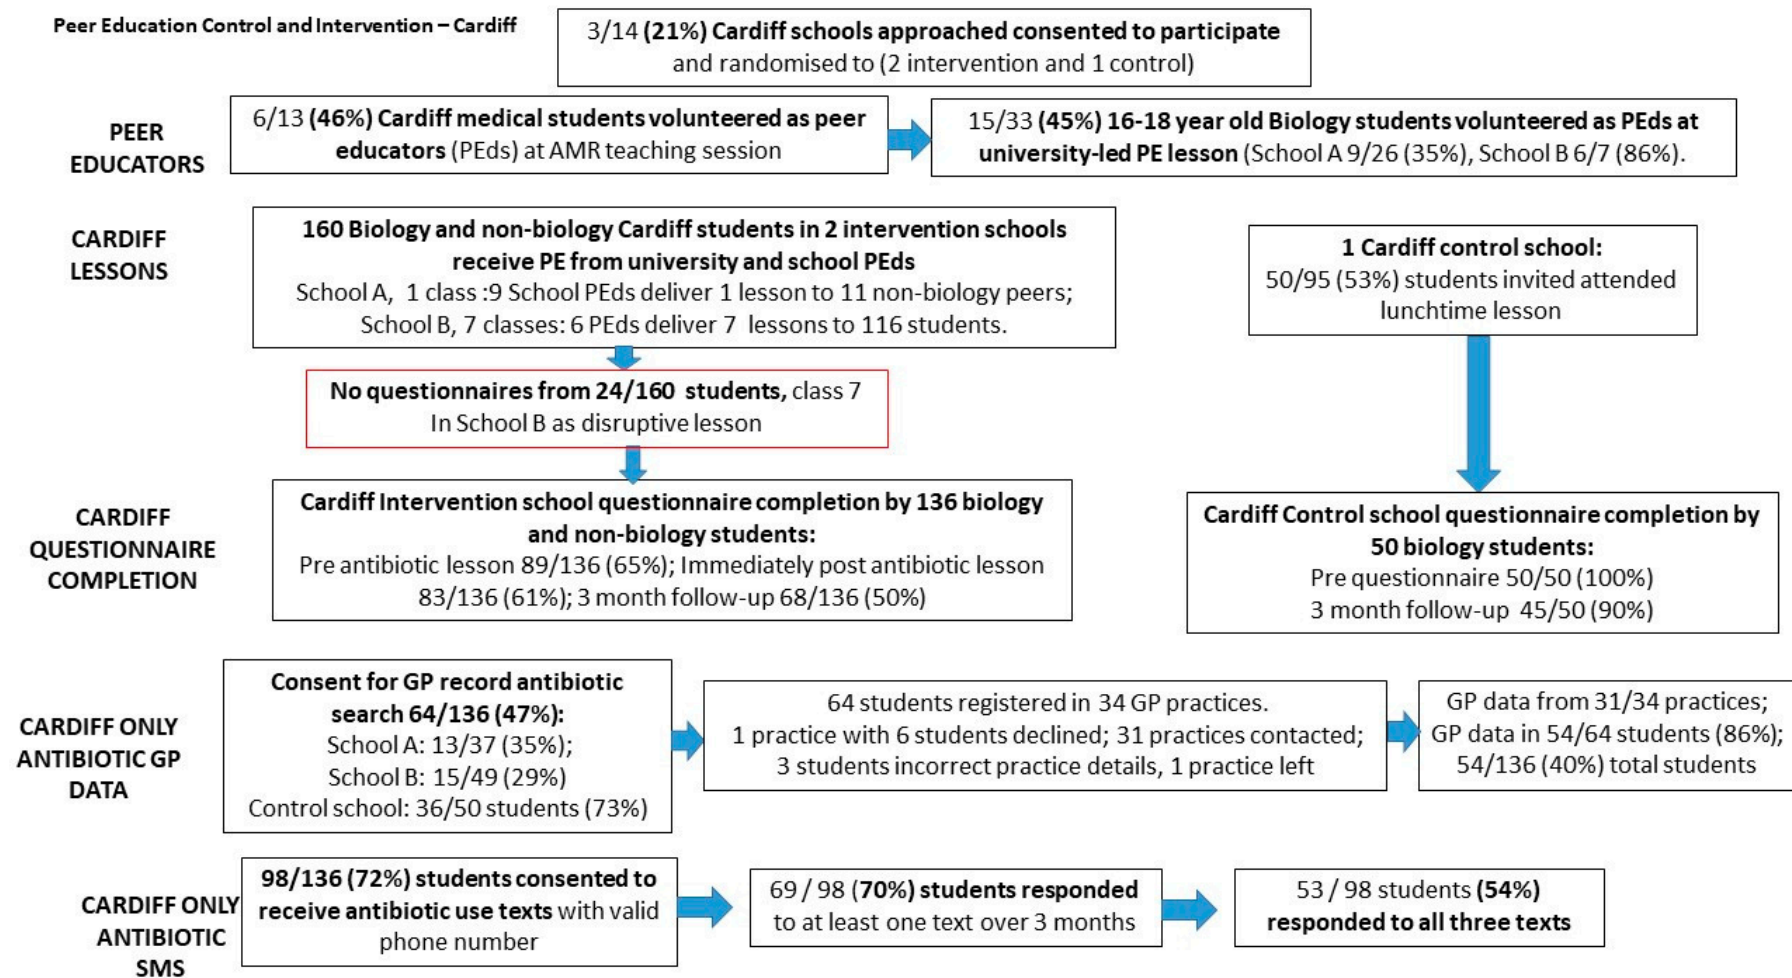 Peer Education Control and Intervention – Cardiff
3/14 (21%) Cardiff schools approached consented to participate
and randomised to (2 intervention and 1 control)
PEER
EDUCATORS
6/13 (46%) Cardiff medical students volunteered as peer
educators (PEds) at AMR teaching session
15/33 (45%) 16-18 year old Biology students volunteered as PEds at
university-led PE lesson (School A 9/26 (35%), School B 6/7 (86%).
CARDIFF
LESSONS
160 Biology and non-biology Cardiff students in 2 intervention schools
receive PE from university and school PEds
School A, 1 class :9 School PEds deliver 1 lesson to 11 non-biology peers;
School B, 7 classes: 6 PEds deliver 7 lessons to 116 students.
1 Cardiff control school:
50/95 (53%) students invited attended
lunchtime lesson
No questionnaires from 24/160 students, class 7
In School B as disruptive lesson
CARDIFF
QUESTIONNAIRE
COMPLETION
Cardiff Intervention school questionnaire completion by 136 biology
and non-biology students:
Pre antibiotic lesson 89/136 (65%); Immediately post antibiotic lesson
83/136 (61%); 3 month follow-up 68/136 (50%)
Cardiff Control school questionnaire completion by
50 biology students:
Pre questionnaire 50/50 (100%)
3 month follow-up 45/50 (90%)
CARDIFF ONLY
ANTIBIOTIC GP
DATA
Consent for GP record antibiotic
search 64/136 (47%):
School A: 13/37 (35%);
School B: 15/49 (29%)
Control school: 36/50 students (73%)
64 students registered in 34 GP practices.
1 practice with 6 students declined; 31 practices contacted;
3 students incorrect practice details, 1 practice left
GP data from 31/34 practices;
GP data in 54/64 students (86%);
54/136 (40%) total students
CARDIFF ONLY
ANTIBIOTIC
SMS
98/136 (72%) students consented to
receive antibiotic use texts with valid
phone number
69 / 98 (70%) students responded
to at least one text over 3 months
53 / 98 students (54%)
responded to all three texts